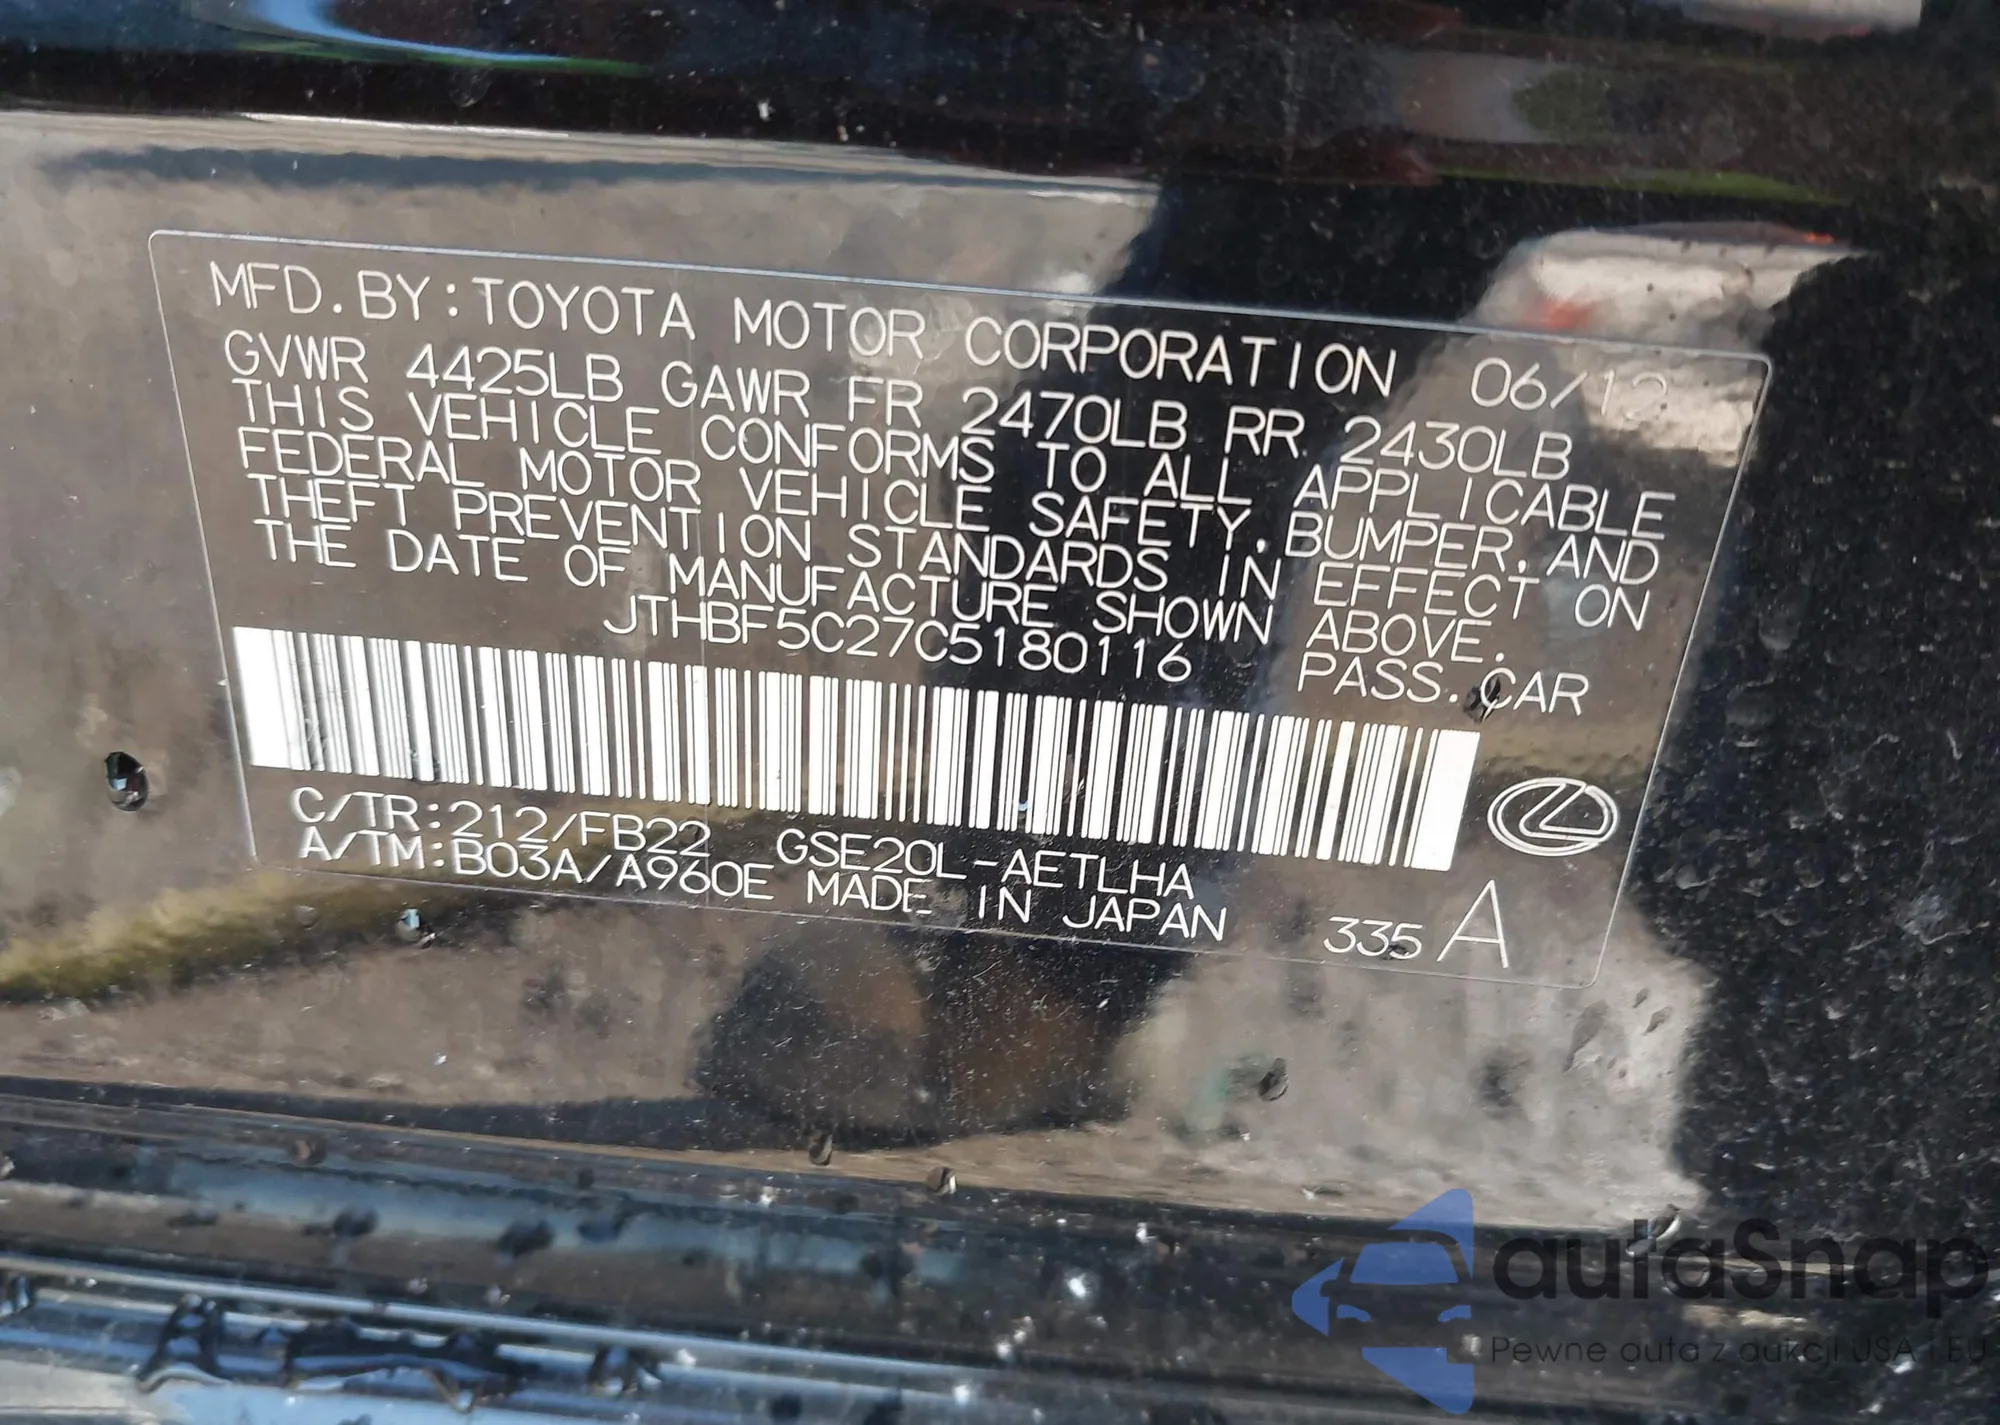 MFD. BY: TOYOTA MOTOR CORPORATION 06/12
GVWR 4425LB GAWR FR 2470LB RR 2430LB
THIS VEHICLE CONFORMS TO ALL APPLICABLE
FEDERAL MOTOR VEHICLE SAFETY, BUMPER, AND
THEFT PREVENTION STANDARDS IN EFFECT ON
THE DATE OF MANUFACTURE SHOWN ABOVE.
JTHBF5C27C5180116 PASS. CAR
C/TR:212/FB22 GSE20L-AETLHA
A/TM:B03A/A960E MADE IN JAPAN 335 A
autaSnap
Pewne auta z aukcji USA i EU